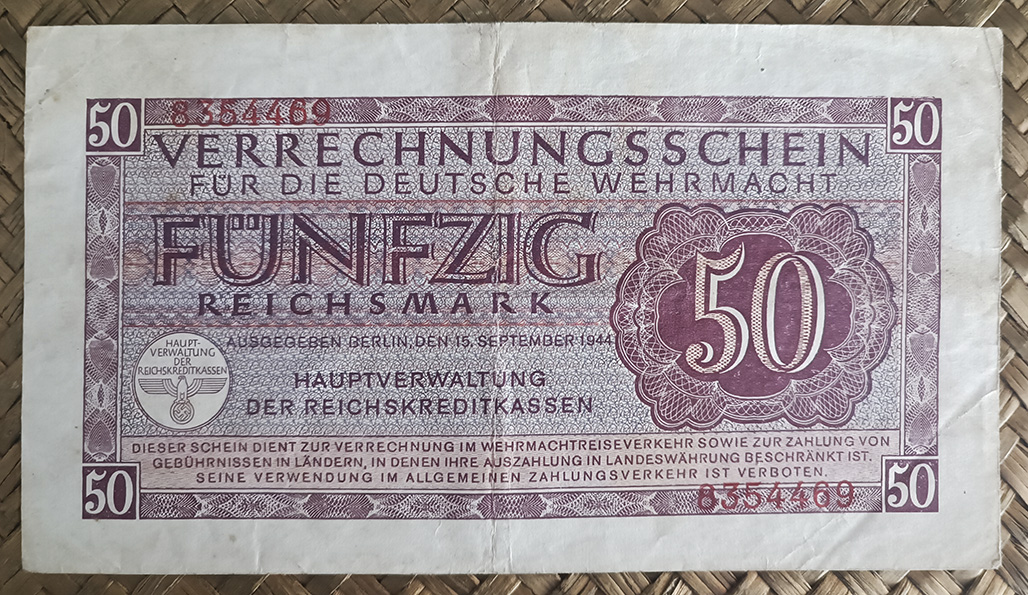 50 8354469 50
VERRECHNUNGSSCHEIN
FÜR DIE DEUTSCHE WEHRMACHT
FÜNFZIG
REICHSMARK
50
AUSGEGEBEN BERLIN, DEN 15. SEPTEMBER 1944
HAUPT-
VERWALTUNG
DER
REICHSKREDITKASSEN
HAUPTVERWALTUNG
DER REICHSKREDITKASSEN
DIESER SCHEIN DIENT ZUR VERRECHNUNG IM WEHRMACHTREISEVERKEHR SOWIE ZUR ZAHLUNG VON
GEBÜHRNISSEN IN LÄNDERN, IN DENEN IHRE AUSZAHLUNG IN LANDESWÄHRUNG BESCHRÄNKT IST.
SEINE VERWENDUNG IM ALLGEMEINEN ZAHLUNGSVERKEHR IST VERBOTEN.
50 8354469 50